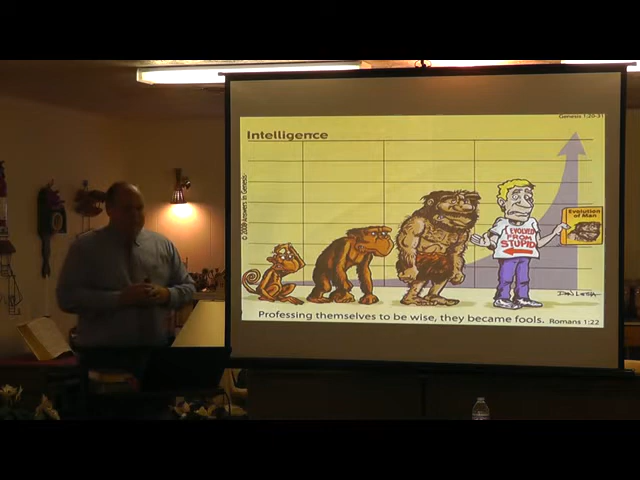 Genesis 1:20-31
Intelligence
© 2008 Answers in Genesis
Evolution
of Man
I EVOLVED
FROM
STUPID
DAN LIETHA
Professing themselves to be wise, they became fools. Romans 1:22